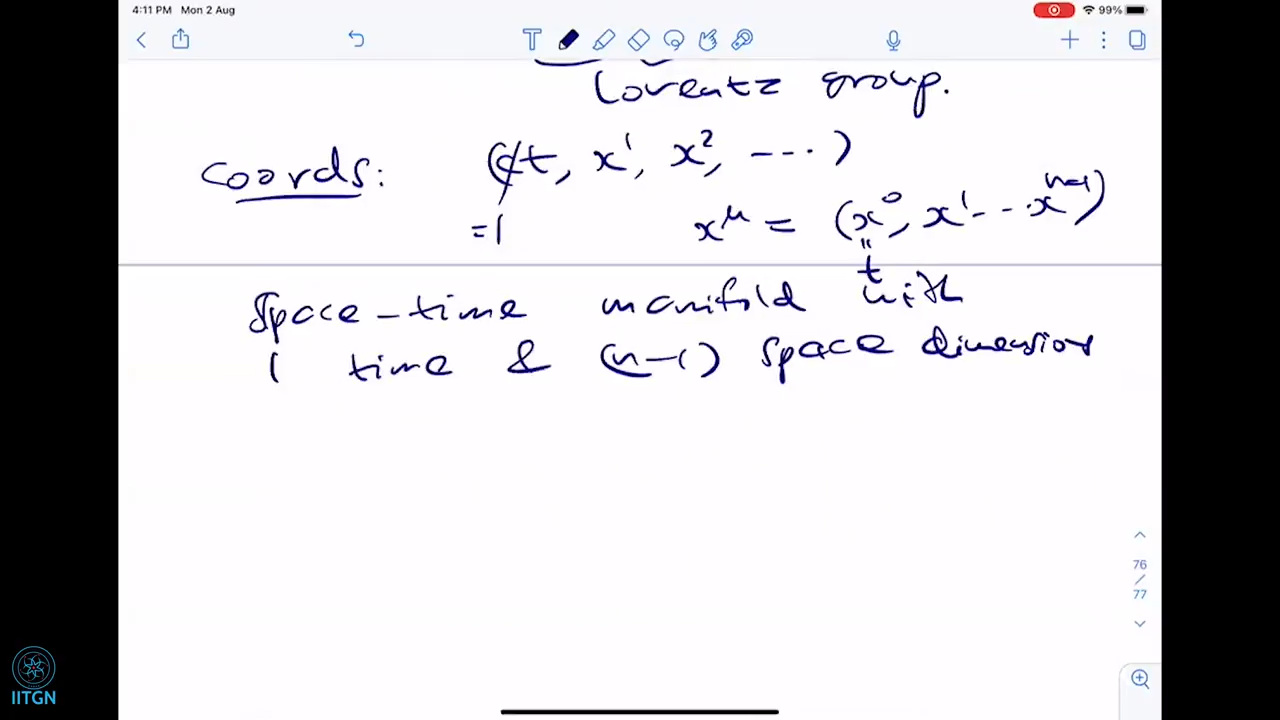 4:11 PM Mon 2 Aug
99%
Lorentz group.
Coords: (ct, x¹, x², ----)
=1 xᵘ = (x⁰, x¹--·xⁿ⁻¹)
"
t
Space-time manifold with
1 time & (n-1) space dimensions
76
/
77
IITGN